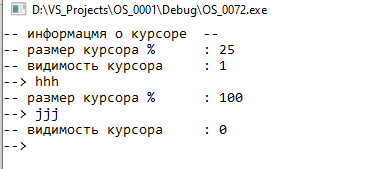 D:\VS_Projects\OS_0001\Debug\OS_0072.exe
-- информация о курсоре --
-- размер курсора % : 25
-- видимость курсора : 1
--> hhh
-- размер курсора % : 100
--> jjj
-- видимость курсора : 0
-->